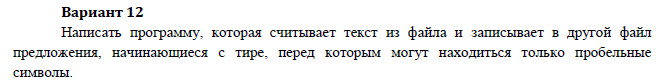 Вариант 12
Написать программу, которая считывает текст из файла и записывает в другой файл
предложения, начинающиеся с тире, перед которым могут находиться только пробельные
символы.